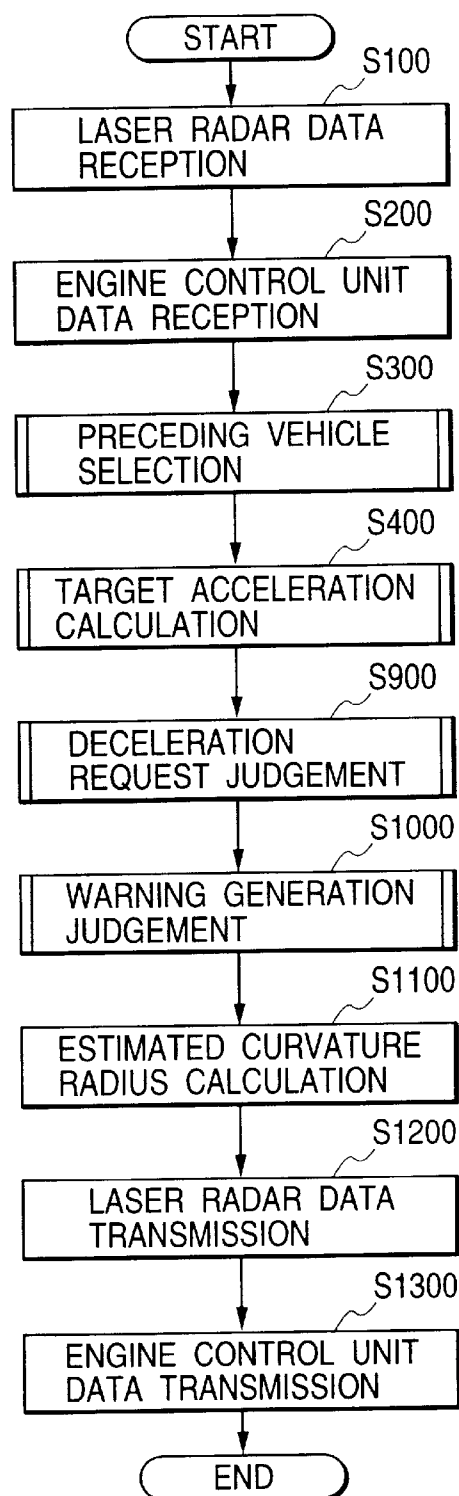 START
S100
LASER RADAR DATA
RECEPTION
S200
ENGINE CONTROL UNIT
DATA RECEPTION
S300
PRECEDING VEHICLE
SELECTION
S400
TARGET ACCELERATION
CALCULATION
S900
DECELERATION
REQUEST JUDGEMENT
S1000
WARNING GENERATION
JUDGEMENT
S1100
ESTIMATED CURVATURE
RADIUS CALCULATION
S1200
LASER RADAR DATA
TRANSMISSION
S1300
ENGINE CONTROL UNIT
DATA TRANSMISSION
END